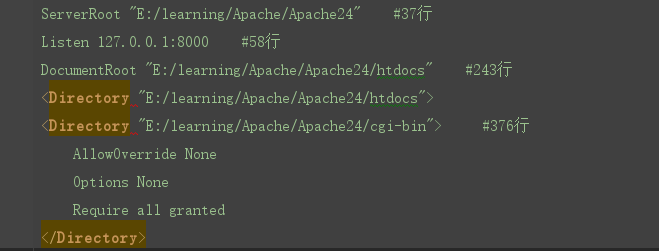 ServerRoot "E:/learning/Apache/Apache24"    #37行
Listen 127.0.0.1:8000    #58行
DocumentRoot "E:/learning/Apache/Apache24/htdocs"    #243行
<Directory "E:/learning/Apache/Apache24/htdocs">
<Directory "E:/learning/Apache/Apache24/cgi-bin">    #376行
    AllowOverride None
    Options None
    Require all granted
</Directory>